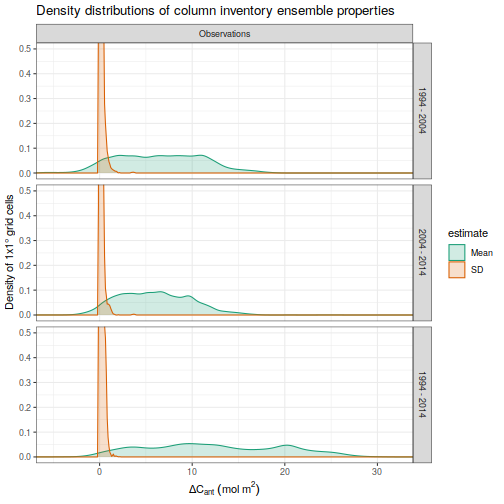 Density distributions of column inventory ensemble properties
Observations
0.5
0.4
0.3
0.2
0.1
0.0
1994 - 2004
0.5
0.4
0.3
0.2
0.1
0.0
2004 - 2014
0.5
0.4
0.3
0.2
0.1
0.0
1994 - 2014
Density of 1x1° grid cells
0 10 20 30
ΔCant (mol m²)
estimate
Mean
SD